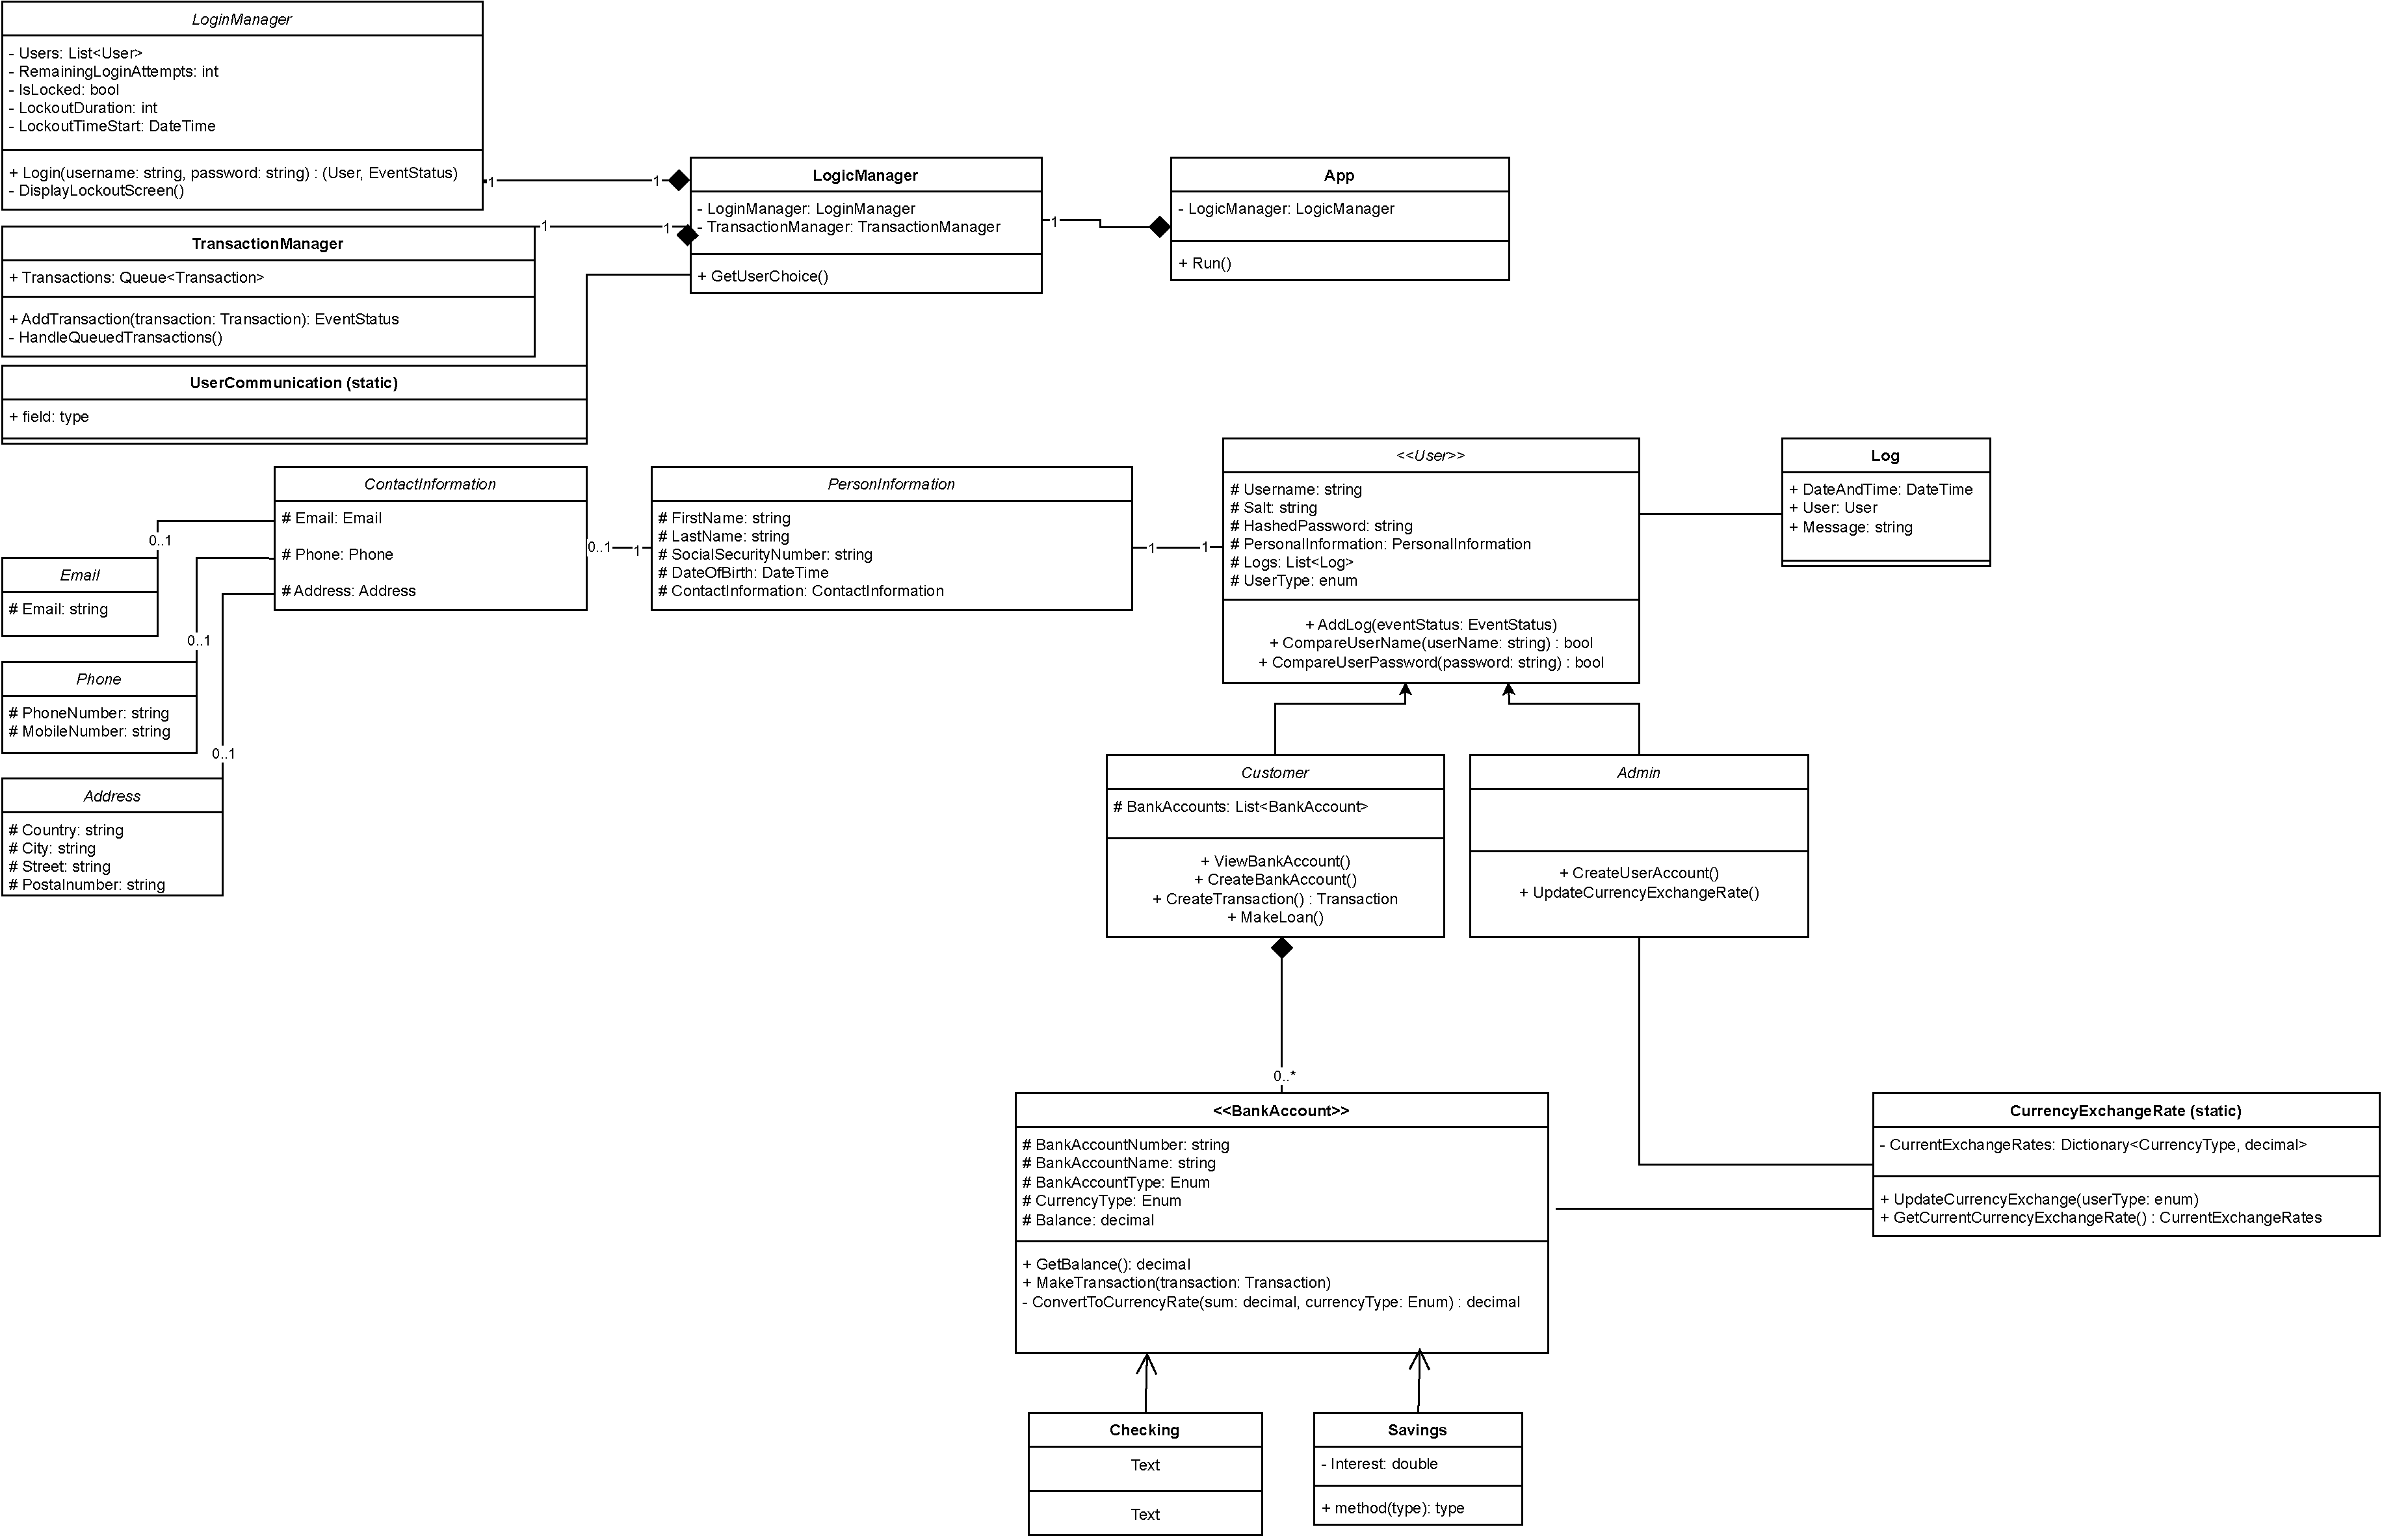 LoginManager
- Users: List<User>
- RemainingLoginAttempts: int
- IsLocked: bool
- LockoutDuration: int
- LockoutTimeStart: DateTime
+ Login(username: string, password: string) : (User, EventStatus)
- DisplayLockoutScreen()
1
1
LogicManager
- LoginManager: LoginManager
- TransactionManager: TransactionManager
+ GetUserChoice()
1
App
- LogicManager: LogicManager
+ Run()
1
1
TransactionManager
+ Transactions: Queue<Transaction>
+ AddTransaction(transaction: Transaction): EventStatus
- HandleQueuedTransactions()
UserCommunication (static)
+ field: type
ContactInformation
# Email: Email
# Phone: Phone
# Address: Address
0..1
1
PersonInformation
# FirstName: string
# LastName: string
# SocialSecurityNumber: string
# DateOfBirth: DateTime
# ContactInformation: ContactInformation
1
1
<<User>>
# Username: string
# Salt: string
# HashedPassword: string
# PersonalInformation: PersonalInformation
# Logs: List<Log>
# UserType: enum
+ AddLog(eventStatus: EventStatus)
+ CompareUserName(userName: string) : bool
+ CompareUserPassword(password: string) : bool
Log
+ DateAndTime: DateTime
+ User: User
+ Message: string
0..1
Email
# Email: string
0..1
Phone
# PhoneNumber: string
# MobileNumber: string
0..1
Address
# Country: string
# City: string
# Street: string
# Postalnumber: string
Customer
# BankAccounts: List<BankAccount>
+ ViewBankAccount()
+ CreateBankAccount()
+ CreateTransaction() : Transaction
+ MakeLoan()
Admin
+ CreateUserAccount()
+ UpdateCurrencyExchangeRate()
0..*
<<BankAccount>>
# BankAccountNumber: string
# BankAccountName: string
# BankAccountType: Enum
# CurrencyType: Enum
# Balance: decimal
+ GetBalance(): decimal
+ MakeTransaction(transaction: Transaction)
- ConvertToCurrencyRate(sum: decimal, currencyType: Enum) : decimal
CurrencyExchangeRate (static)
- CurrentExchangeRates: Dictionary<CurrencyType, decimal>
+ UpdateCurrencyExchange(userType: enum)
+ GetCurrentCurrencyExchangeRate() : CurrentExchangeRates
Checking
Text
Text
Savings
- Interest: double
+ method(type): type